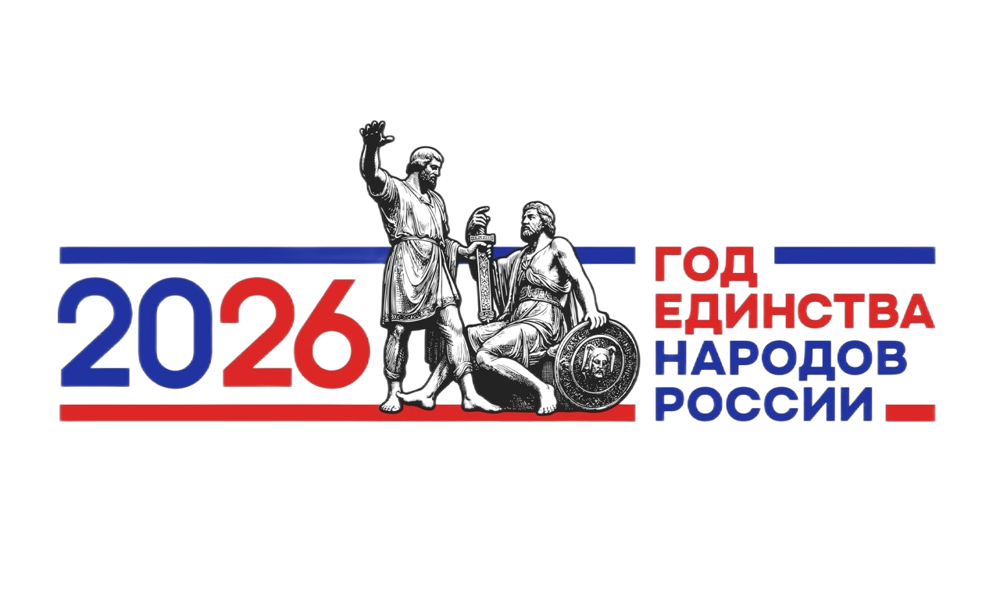 2026
ГОД
ЕДИНСТВА
НАРОДОВ
РОССИИ